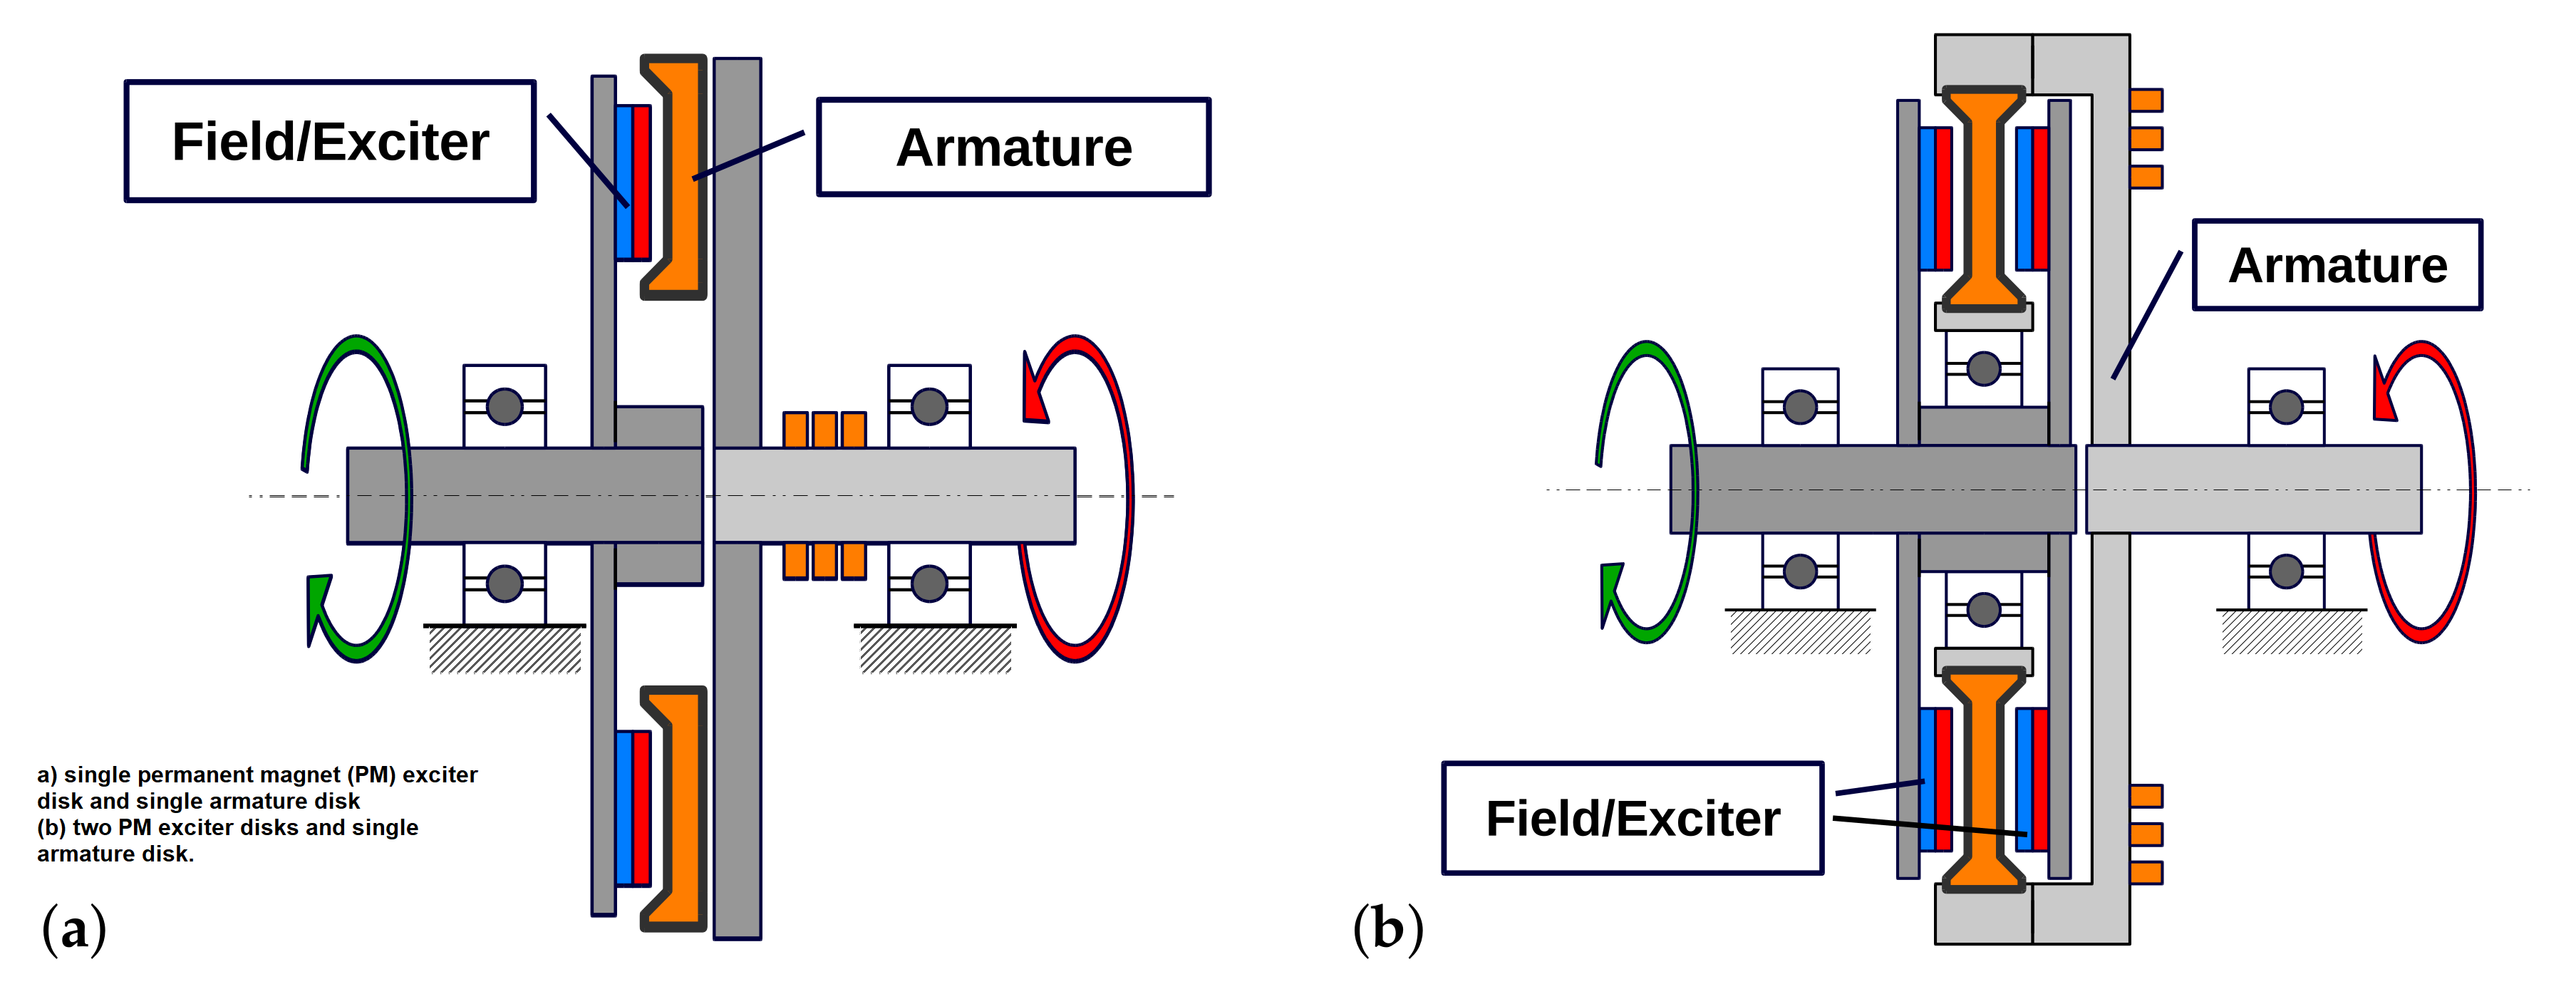 Field/Exciter
Armature
a) single permanent magnet (PM) exciter
disk and single armature disk
(b) two PM exciter disks and single
armature disk.
(a)
Armature
Field/Exciter
(b)